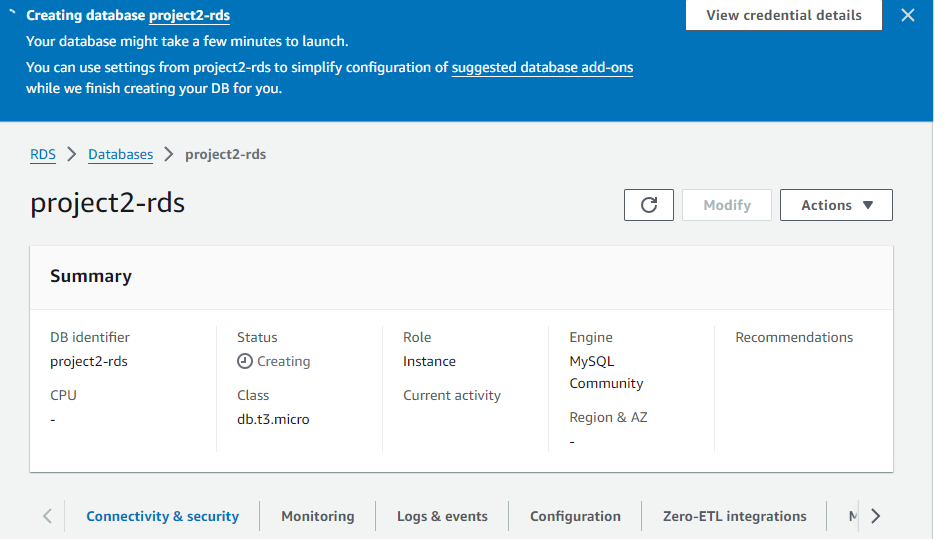 Creating database project2-rds
View credential details
Your database might take a few minutes to launch.
You can use settings from project2-rds to simplify configuration of suggested database add-ons
while we finish creating your DB for you.
RDS > Databases > project2-rds
project2-rds
Modify
Actions
Summary
DB identifier
project2-rds
CPU
-
Status
Creating
Class
db.t3.micro
Role
Instance
Current activity
Engine
MySQL
Community
Region & AZ
-
Recommendations
Connectivity & security
Monitoring
Logs & events
Configuration
Zero-ETL integrations